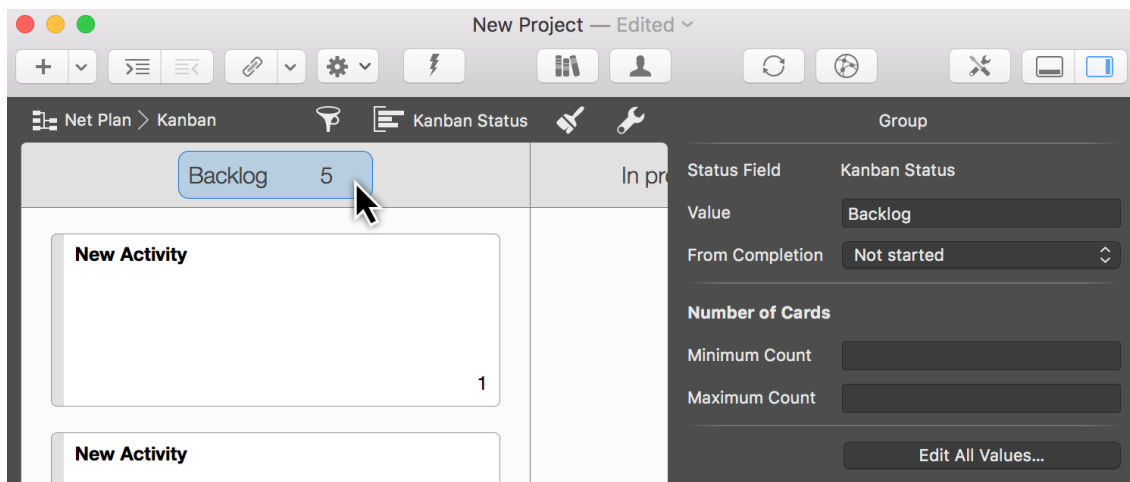 New Project — Edited
Net Plan > Kanban
Kanban Status
Group
Backlog 5
In pro
Status Field Kanban Status
Value Backlog
From Completion Not started
New Activity
1
Number of Cards
Minimum Count
Maximum Count
New Activity
Edit All Values...